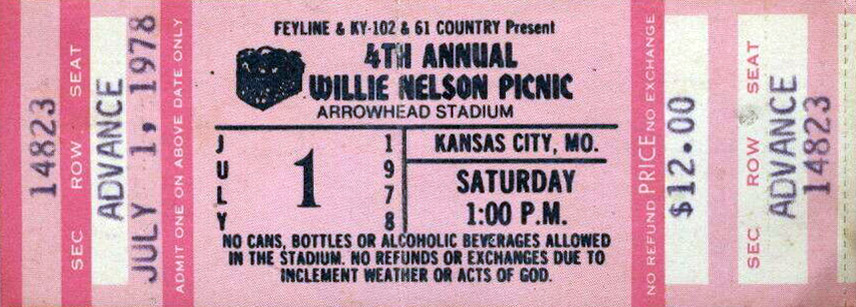 14823
SEC ROW SEAT
ADVANCE
JULY 1, 1978
ADMIT ONE ON ABOVE DATE ONLY
FEYLINE & KY-102 & 61 COUNTRY Present
4TH ANNUAL
WILLIE NELSON PICNIC
ARROWHEAD STADIUM
JULY
1
1978
KANSAS CITY, MO.
SATURDAY
1:00 P.M.
NO CANS, BOTTLES OR ALCOHOLIC BEVERAGES ALLOWED
IN THE STADIUM. NO REFUNDS OR EXCHANGES DUE TO
INCLEMENT WEATHER OR ACTS OF GOD.
NO REFUND PRICE NO EXCHANGE
$12.00
SEC ROW SEAT
ADVANCE
14823